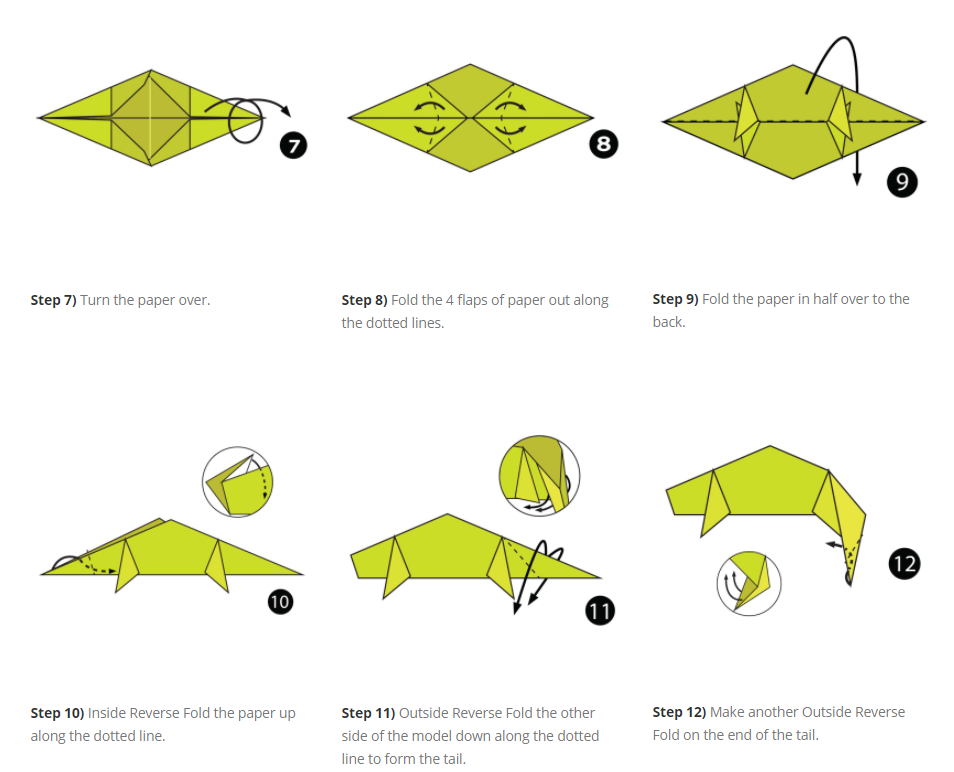 7
8
9
Step 7) Turn the paper over.
Step 8) Fold the 4 flaps of paper out along
the dotted lines.
Step 9) Fold the paper in half over to the
back.
10
11
12
Step 10) Inside Reverse Fold the paper up
along the dotted line.
Step 11) Outside Reverse Fold the other
side of the model down along the dotted
line to form the tail.
Step 12) Make another Outside Reverse
Fold on the end of the tail.